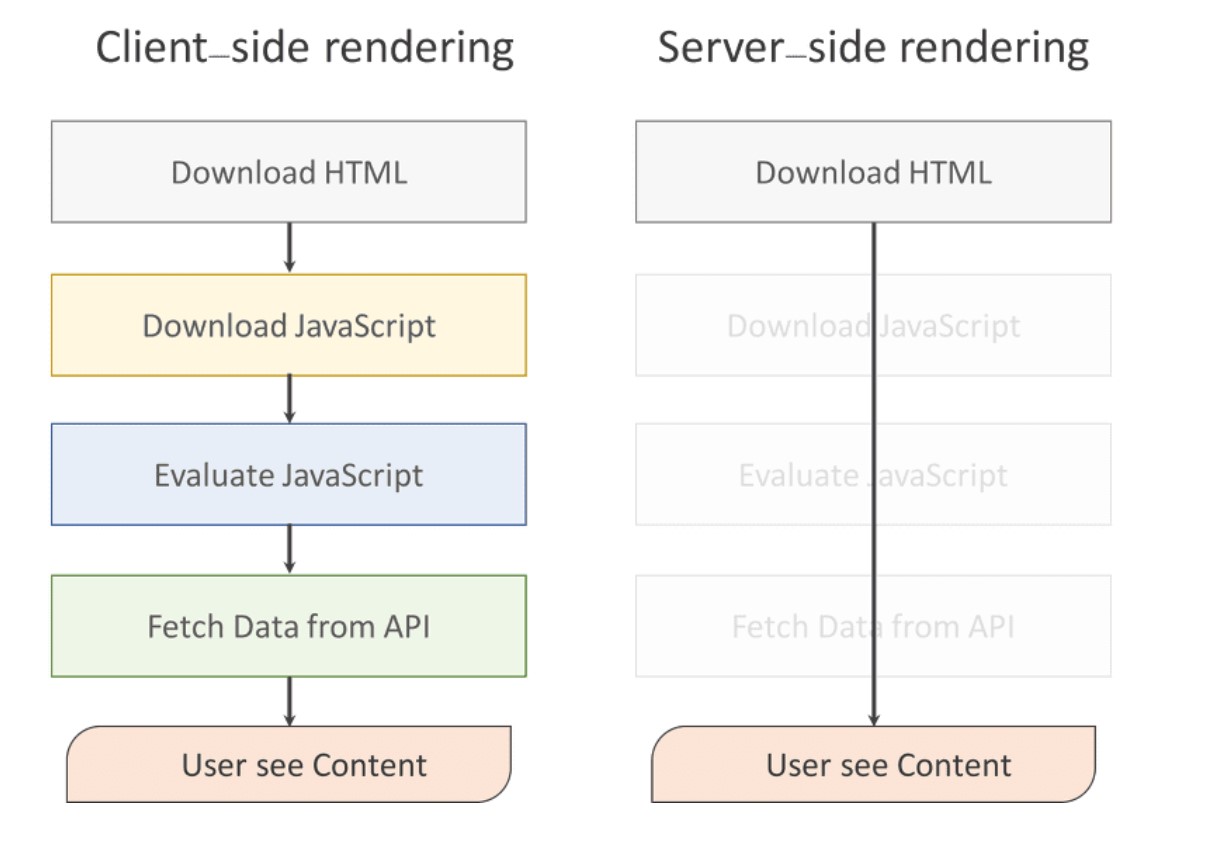 Client–side rendering
Download HTML
Download JavaScript
Evaluate JavaScript
Fetch Data from API
User see Content
Server–side rendering
Download HTML
Download JavaScript
Evaluate JavaScript
Fetch Data from API
User see Content